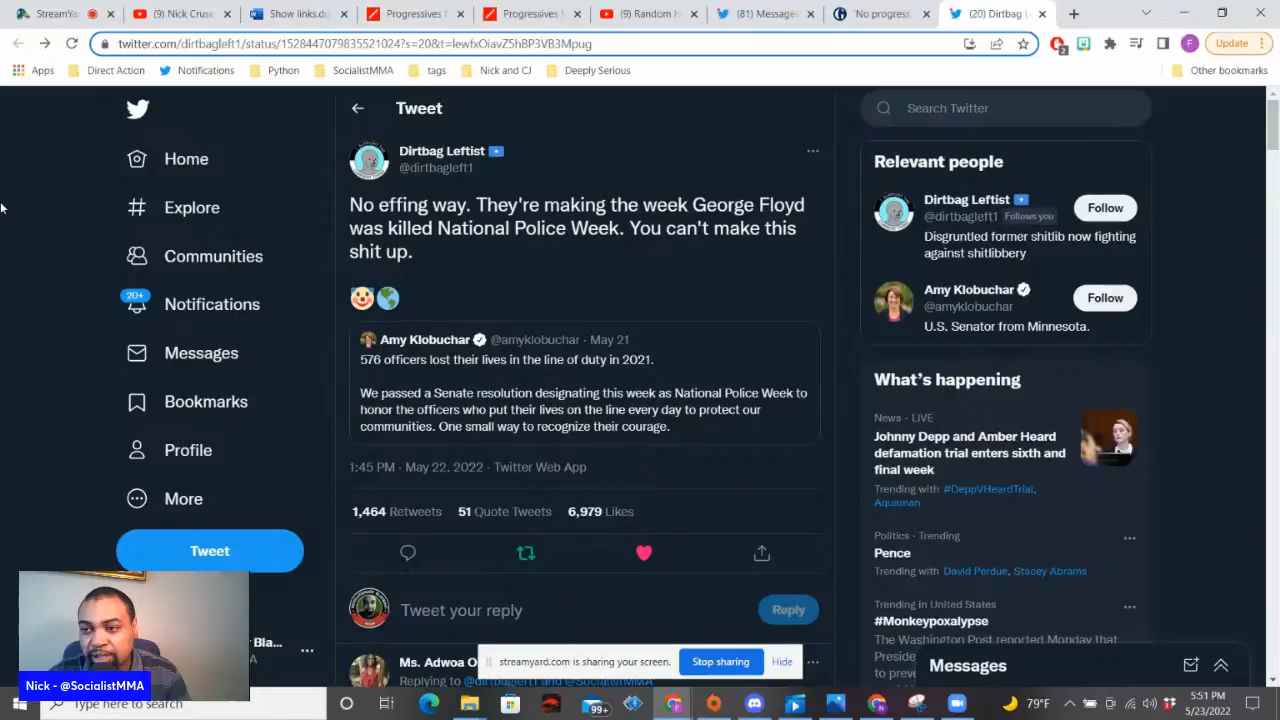 StreamYard
(9) Nick Cruse
Show links.do
Progressives M
Progressives M
(9) Random h
(81) Messages
'No progress
(20) Dirtbag L
twitter.com/dirtbagleft1/status/1528447079835521024?s=20&t=lewfxOiavZ5hBP3VB3Mpug
2
F
Update
Apps
Direct Action
Notifications
Python
SocialistMMA
tags
Nick and CJ
Deeply Serious
Other bookmarks
Home
Explore
Communities
20+
Notifications
Messages
Bookmarks
Profile
More
Tweet
Bla...
Nick - @SocialistMMA
Tweet
Dirtbag Leftist
@dirtbagleft1
No effing way. They're making the week George Floyd
was killed National Police Week. You can't make this
shit up.
Amy Klobuchar @amyklobuchar · May 21
576 officers lost their lives in the line of duty in 2021.
We passed a Senate resolution designating this week as National Police Week to
honor the officers who put their lives on the line every day to protect our
communities. One small way to recognize their courage.
1:45 PM · May 22, 2022 · Twitter Web App
1,464 Retweets 51 Quote Tweets 6,979 Likes
Tweet your reply
Reply
Ms. Adwoa
Replying to @dirtbagleft1 and @SocialistMMA
streamyard.com is sharing your screen.
Stop sharing
Hide
Search Twitter
Relevant people
Dirtbag Leftist
@dirtbagleft1 Follows you
Follow
Disgruntled former shitlib now fighting
against shitlibbery
Amy Klobuchar
@amyklobuchar
Follow
U.S. Senator from Minnesota.
What's happening
News · LIVE
Johnny Depp and Amber Heard
defamation trial enters sixth and
final week
Trending with #DeppVHeardTrial,
Aquaman
Politics · Trending
Pence
Trending with David Perdue, Stacey Abrams
Trending in United States
#Monkeypoxalypse
The Washington Post reported Monday that
Messages
Type here to search
99+
79°F
5:51 PM
5/23/2022